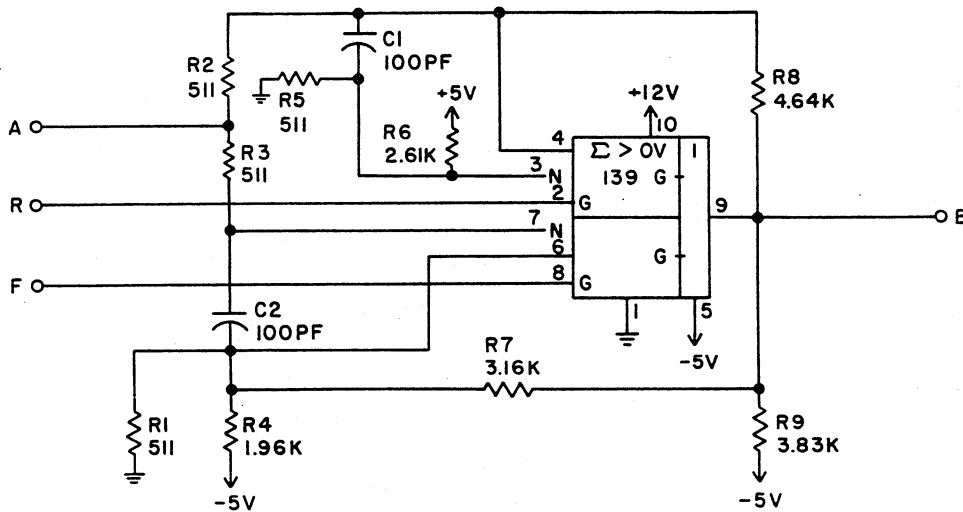 C1
100PF
R2
511
R5
511
+5V
R6
2.61K
+12V
R8
4.64K
A
R3
511
R
F
4
3
N
2
G
7
N
6
8
G
10
Σ > 0V
1
139
G
G
9
1
5
-5V
C2
100PF
R7
3.16K
R1
511
R4
1.96K
-5V
R9
3.83K
-5V